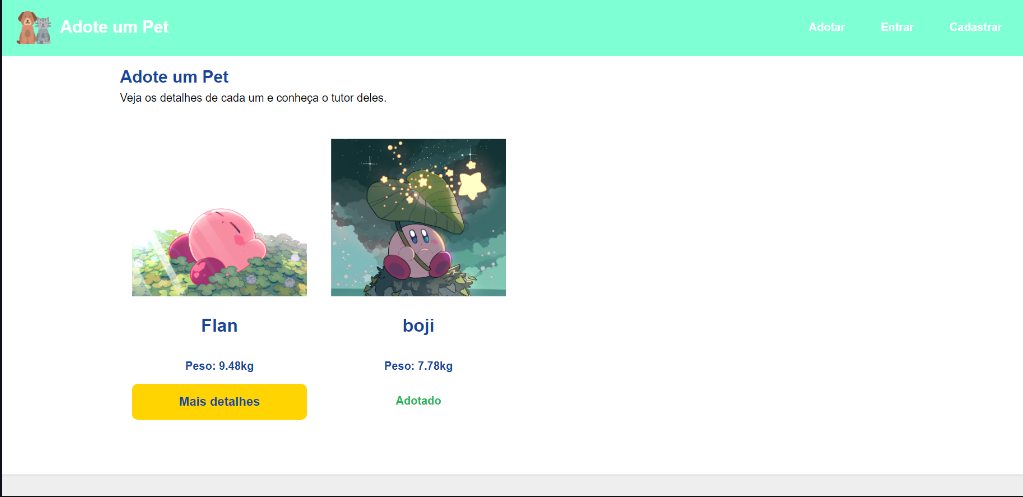 Adote um Pet
Adotar
Entrar
Cadastrar
Adote um Pet
Veja os detalhes de cada um e conheça o tutor deles.
Flan
Peso: 9.48kg
Mais detalhes
boji
Peso: 7.78kg
Adotado